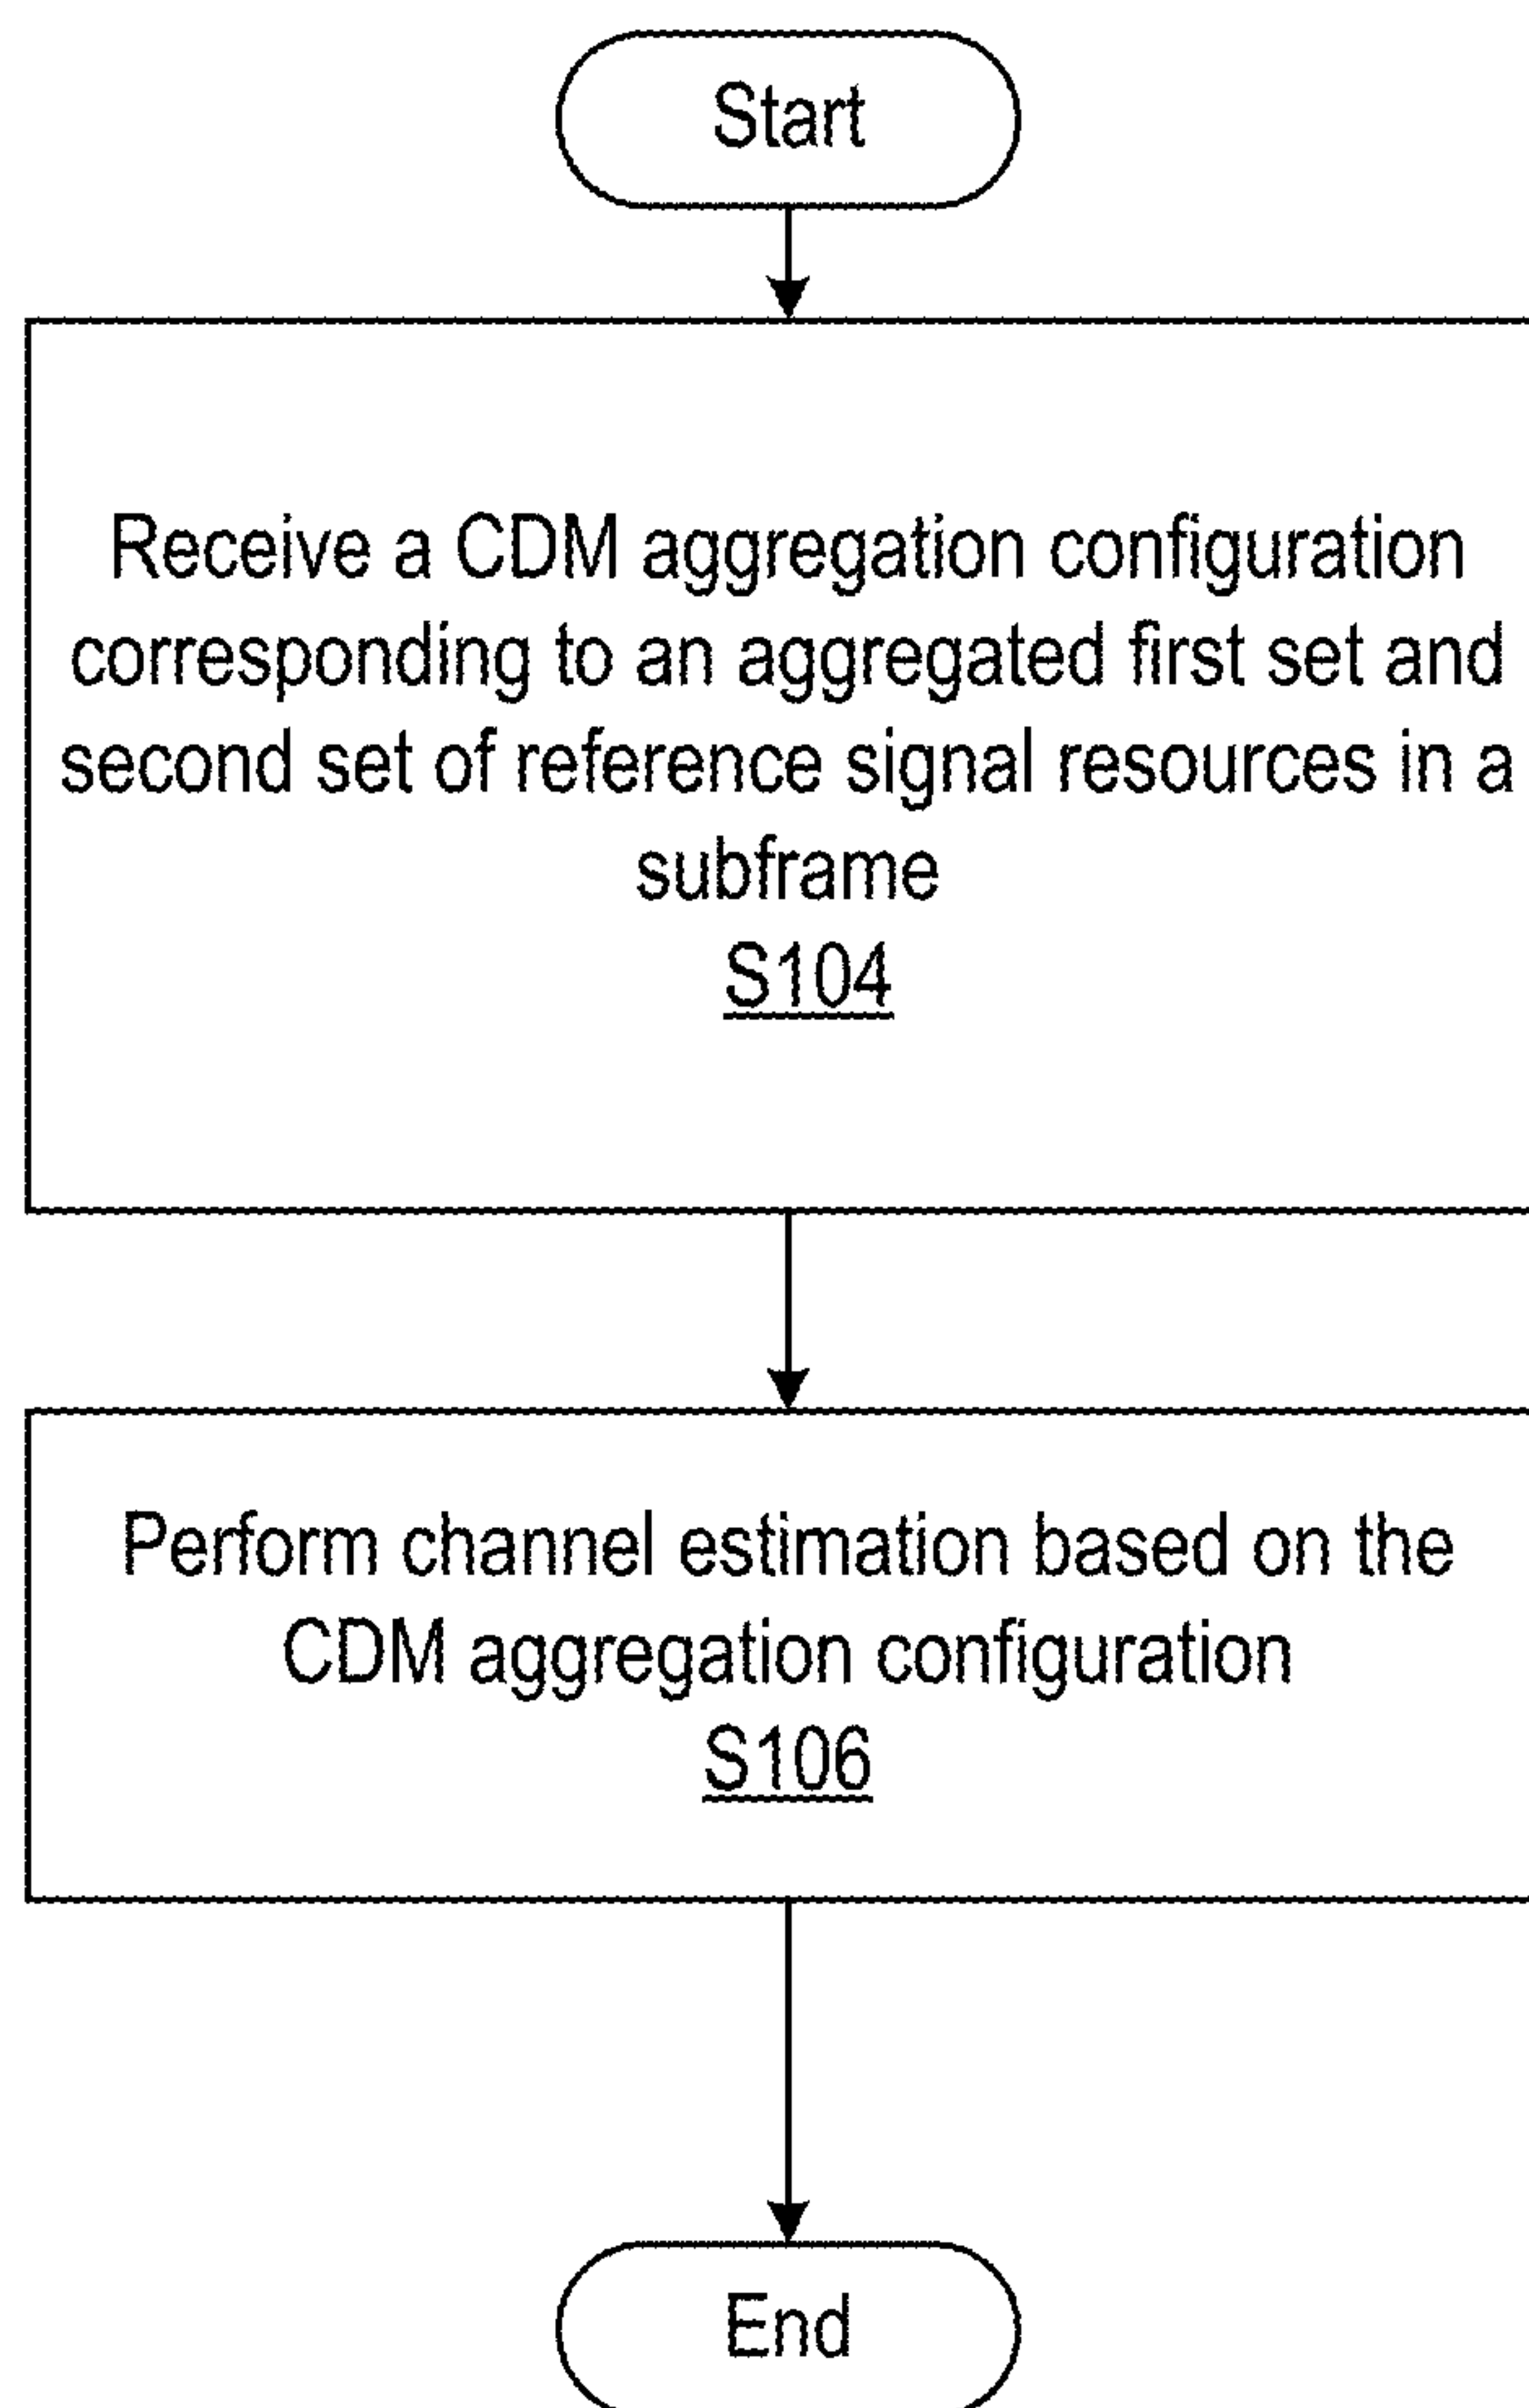 Start
Receive a CDM aggregation configuration
corresponding to an aggregated first set and
second set of reference signal resources in a
subframe
S104
Perform channel estimation based on the
CDM aggregation configuration
S106
End